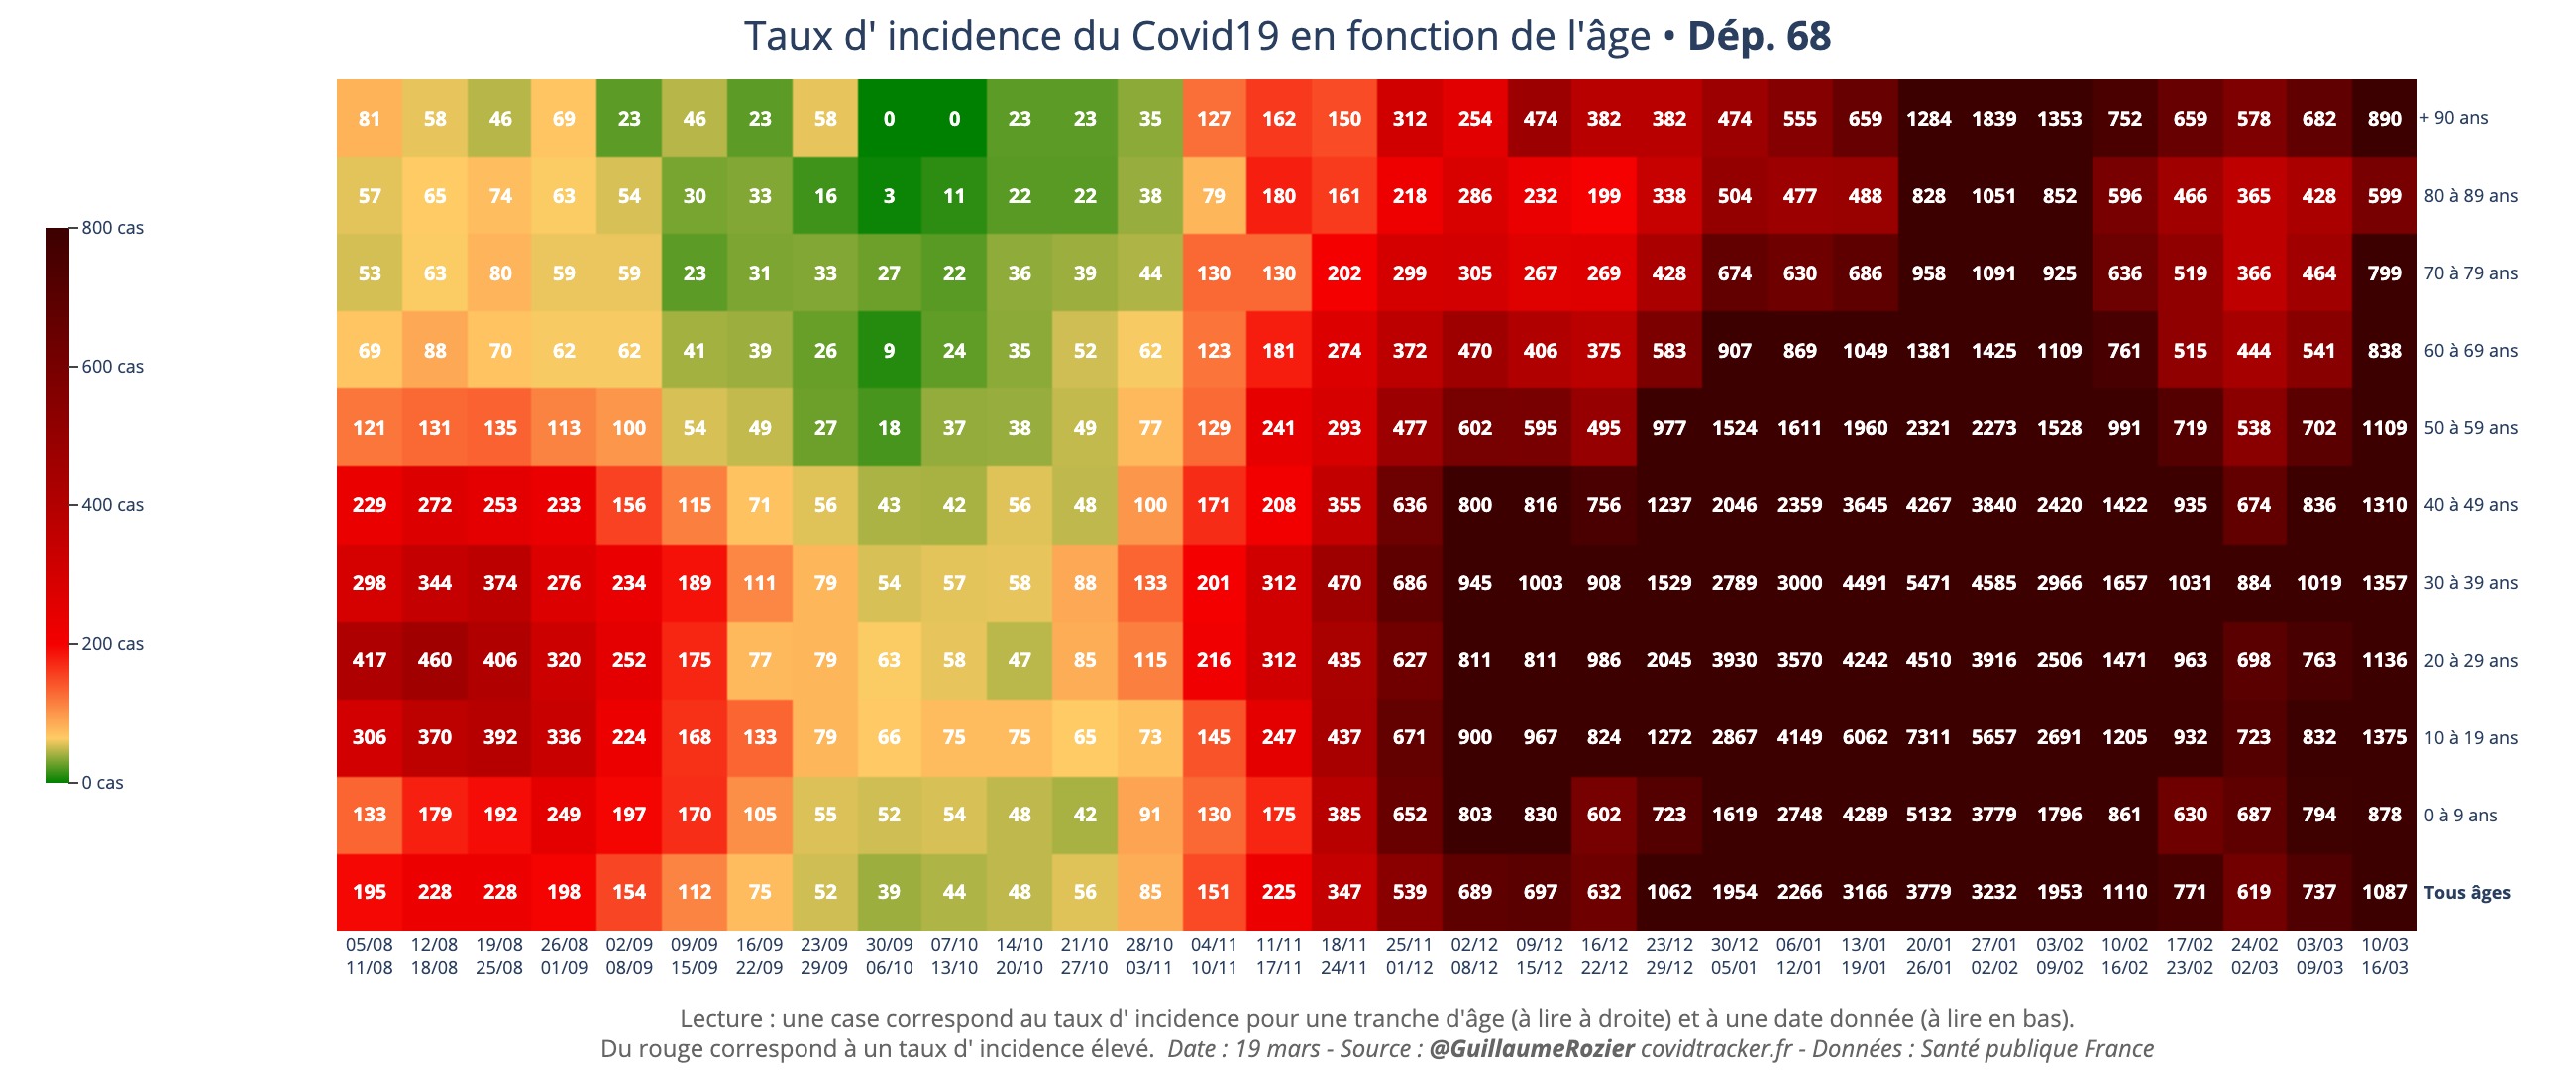 Taux d' incidence du Covid19 en fonction de l'âge • Dép. 68
800 cas
600 cas
400 cas
200 cas
0 cas
81 58 46 69 23 46 23 58 0 0 23 23 35 127 162 150 312 254 474 382 382 474 555 659 1284 1839 1353 752 659 578 682 890 + 90 ans
57 65 74 63 54 30 33 16 3 11 22 22 38 79 180 161 218 286 232 199 338 504 477 488 828 1051 852 596 466 365 428 599 80 à 89 ans
53 63 80 59 59 23 31 33 27 22 36 39 44 130 130 202 299 305 267 269 428 674 630 686 958 1091 925 636 519 366 464 799 70 à 79 ans
69 88 70 62 62 41 39 26 9 24 35 52 62 123 181 274 372 470 406 375 583 907 869 1049 1381 1425 1109 761 515 444 541 838 60 à 69 ans
121 131 135 113 100 54 49 27 18 37 38 49 77 129 241 293 477 602 595 495 977 1524 1611 1960 2321 2273 1528 991 719 538 702 1109 50 à 59 ans
229 272 253 233 156 115 71 56 43 42 56 48 100 171 208 355 636 800 816 756 1237 2046 2359 3645 4267 3840 2420 1422 935 674 836 1310 40 à 49 ans
298 344 374 276 234 189 111 79 54 57 58 88 133 201 312 470 686 945 1003 908 1529 2789 3000 4491 5471 4585 2966 1657 1031 884 1019 1357 30 à 39 ans
417 460 406 320 252 175 77 79 63 58 47 85 115 216 312 435 627 811 811 986 2045 3930 3570 4242 4510 3916 2506 1471 963 698 763 1136 20 à 29 ans
306 370 392 336 224 168 133 79 66 75 75 65 73 145 247 437 671 900 967 824 1272 2867 4149 6062 7311 5657 2691 1205 932 723 832 1375 10 à 19 ans
133 179 192 249 197 170 105 55 52 54 48 42 91 130 175 385 652 803 830 602 723 1619 2748 4289 5132 3779 1796 861 630 687 794 878 0 à 9 ans
195 228 228 198 154 112 75 52 39 44 48 56 85 151 225 347 539 689 697 632 1062 1954 2266 3166 3779 3232 1953 1110 771 619 737 1087 Tous âges
05/08 12/08 19/08 26/08 02/09 09/09 16/09 23/09 30/09 07/10 14/10 21/10 28/10 04/11 11/11 18/11 25/11 02/12 09/12 16/12 23/12 30/12 06/01 13/01 20/01 27/01 03/02 10/02 17/02 24/02 03/03 10/03
11/08 18/08 25/08 01/09 08/09 15/09 22/09 29/09 06/10 13/10 20/10 27/10 03/11 10/11 17/11 24/11 01/12 08/12 15/12 22/12 29/12 05/01 12/01 19/01 26/01 02/02 09/02 16/02 23/02 02/03 09/03 16/03
Lecture : une case correspond au taux d' incidence pour une tranche d'âge (à lire à droite) et à une date donnée (à lire en bas).
Du rouge correspond à un taux d' incidence élevé. Date : 19 mars - Source : @GuillaumeRozier covidtracker.fr - Données : Santé publique France